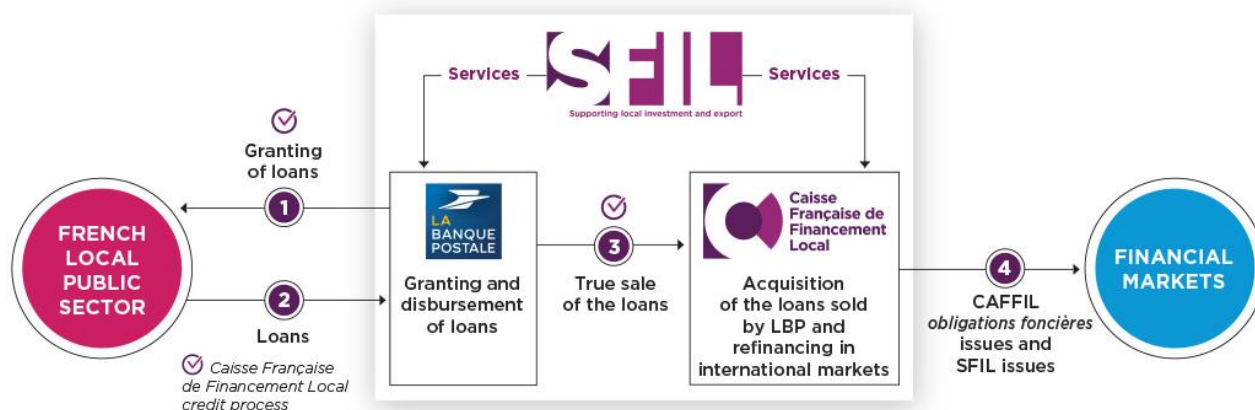 SFIL
Supporting local investment and export
Services
Services
Granting
of loans
1
FRENCH
LOCAL
PUBLIC
SECTOR
2
Loans
Caisse Française
de Financement Local
credit process
LA
BANQUE
POSTALE
Granting and
disbursement
of loans
3
True sale
of the loans
Caisse
Française de
Financement
Local
Acquisition
of the loans sold
by LBP and
refinancing in
international markets
4
CAFFIL
obligations foncières
issues and
SFIL issues
FINANCIAL
MARKETS